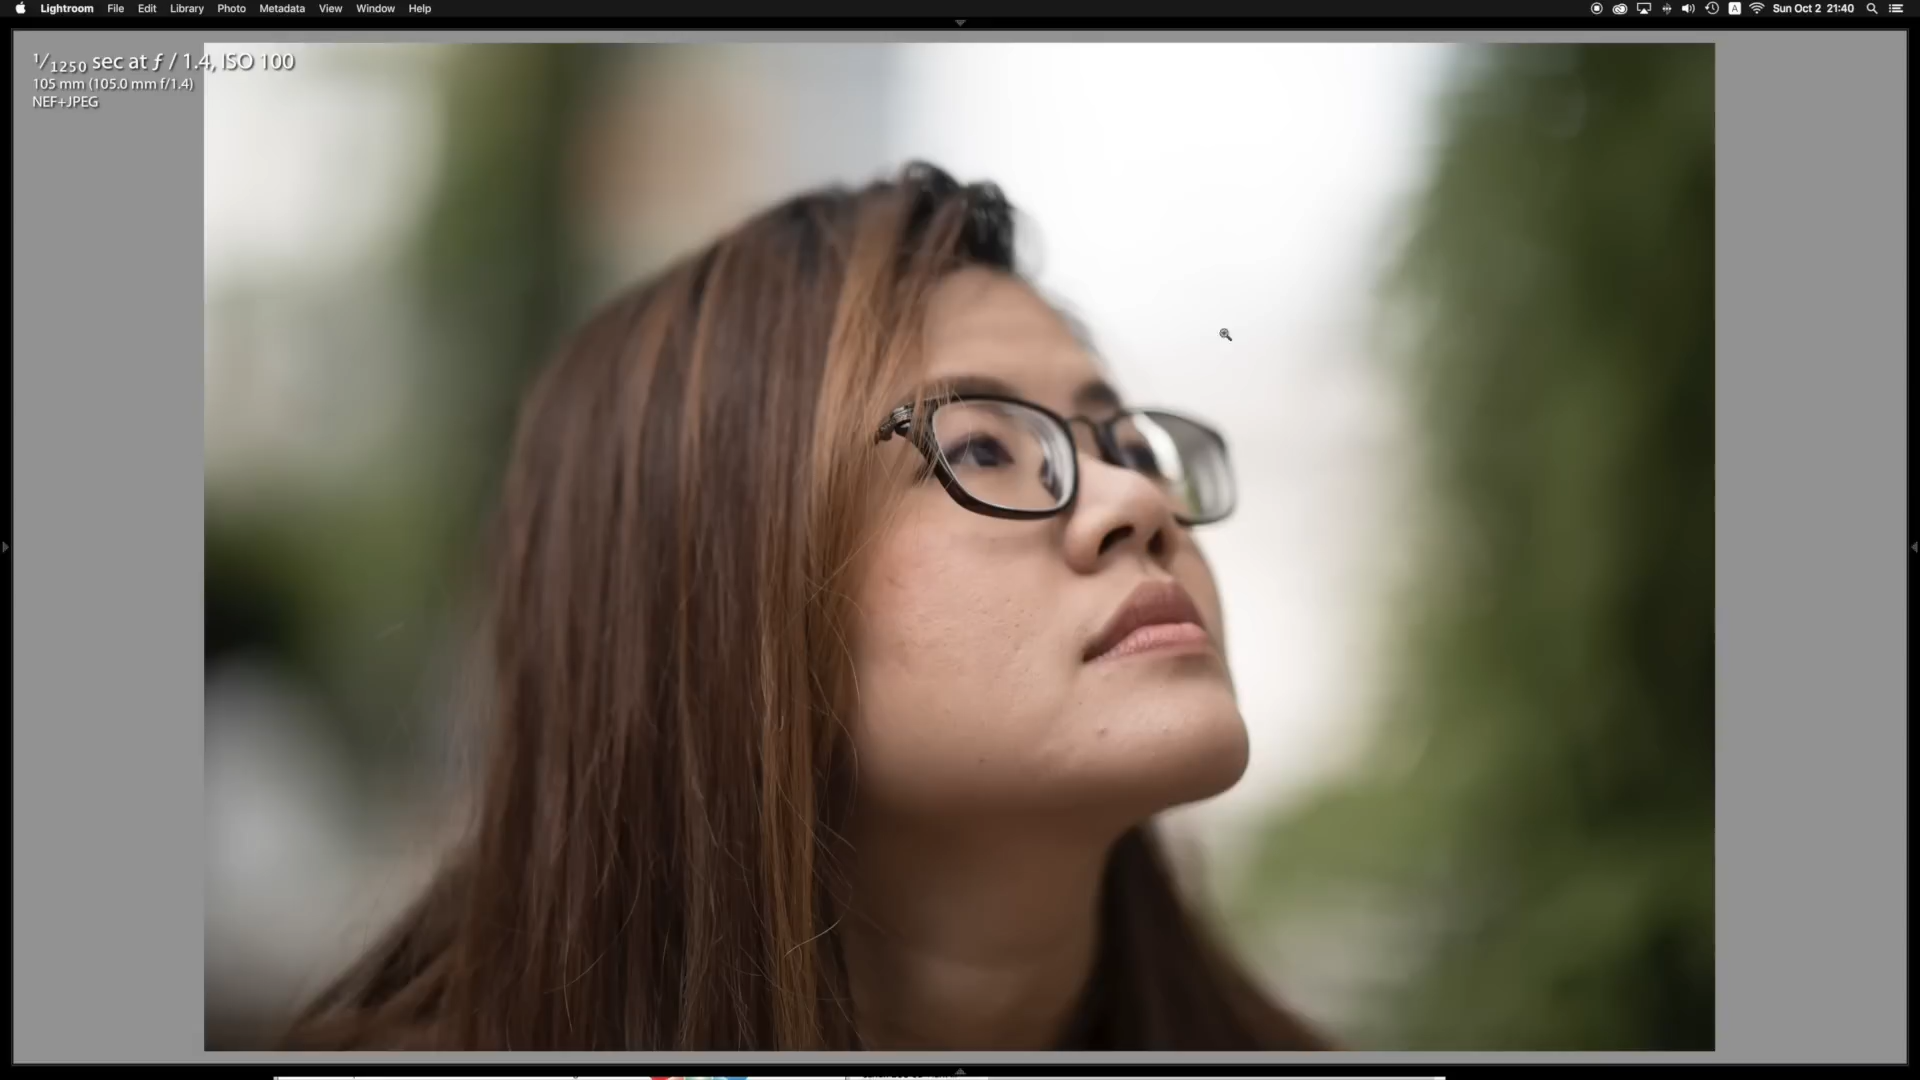 Lightroom File Edit Library Photo Metadata View Window Help
A Sun Oct 2 21:40
1/1250 sec at ƒ / 1.4, ISO 100
105 mm (105.0 mm f/1.4)
NEF+JPEG